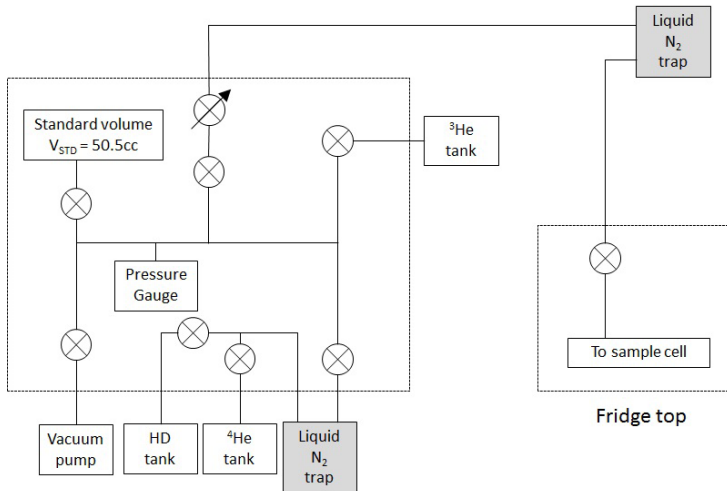 Liquid
N₂
trap
Standard volume
V_STD = 50.5cc
³He
tank
Pressure
Gauge
To sample cell
Fridge top
Vacuum
pump
HD
tank
⁴He
tank
Liquid
N₂
trap